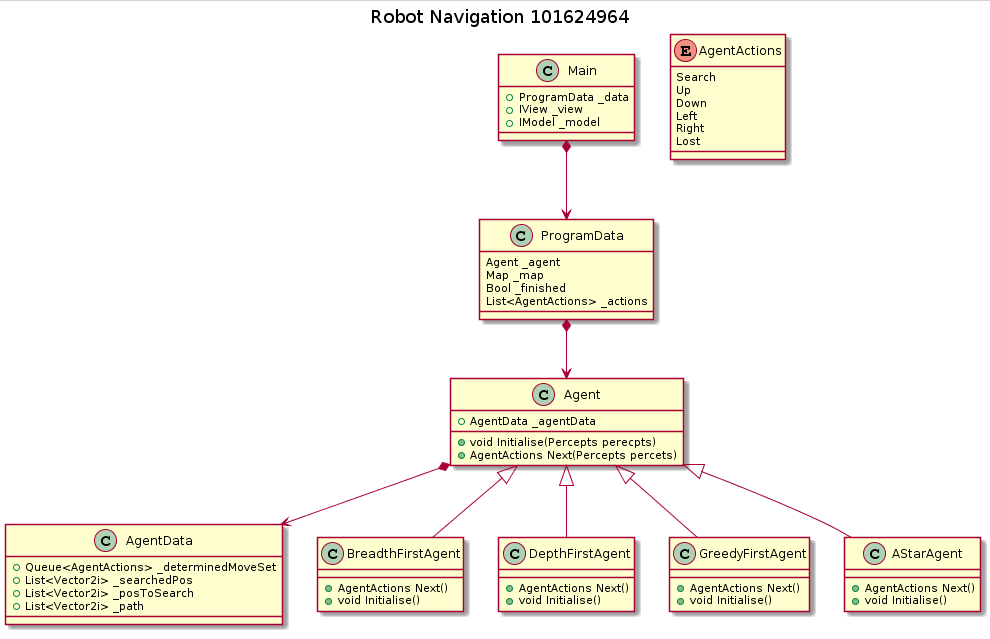 Robot Navigation 101624964
C Main
ProgramData _data
IView _view
IModel _model
E AgentActions
Search
Up
Down
Left
Right
Lost
C ProgramData
Agent _agent
Map _map
Bool _finished
List<AgentActions> _actions
C Agent
AgentData _agentData
void Initialise(Percepts perecpts)
AgentActions Next(Percepts percets)
C AgentData
Queue<AgentActions> _determinedMoveSet
List<Vector2i> _searchedPos
List<Vector2i> _posToSearch
List<Vector2i> _path
C BreadthFirstAgent
AgentActions Next()
void Initialise()
C DepthFirstAgent
AgentActions Next()
void Initialise()
C GreedyFirstAgent
AgentActions Next()
void Initialise()
C AStarAgent
AgentActions Next()
void Initialise()